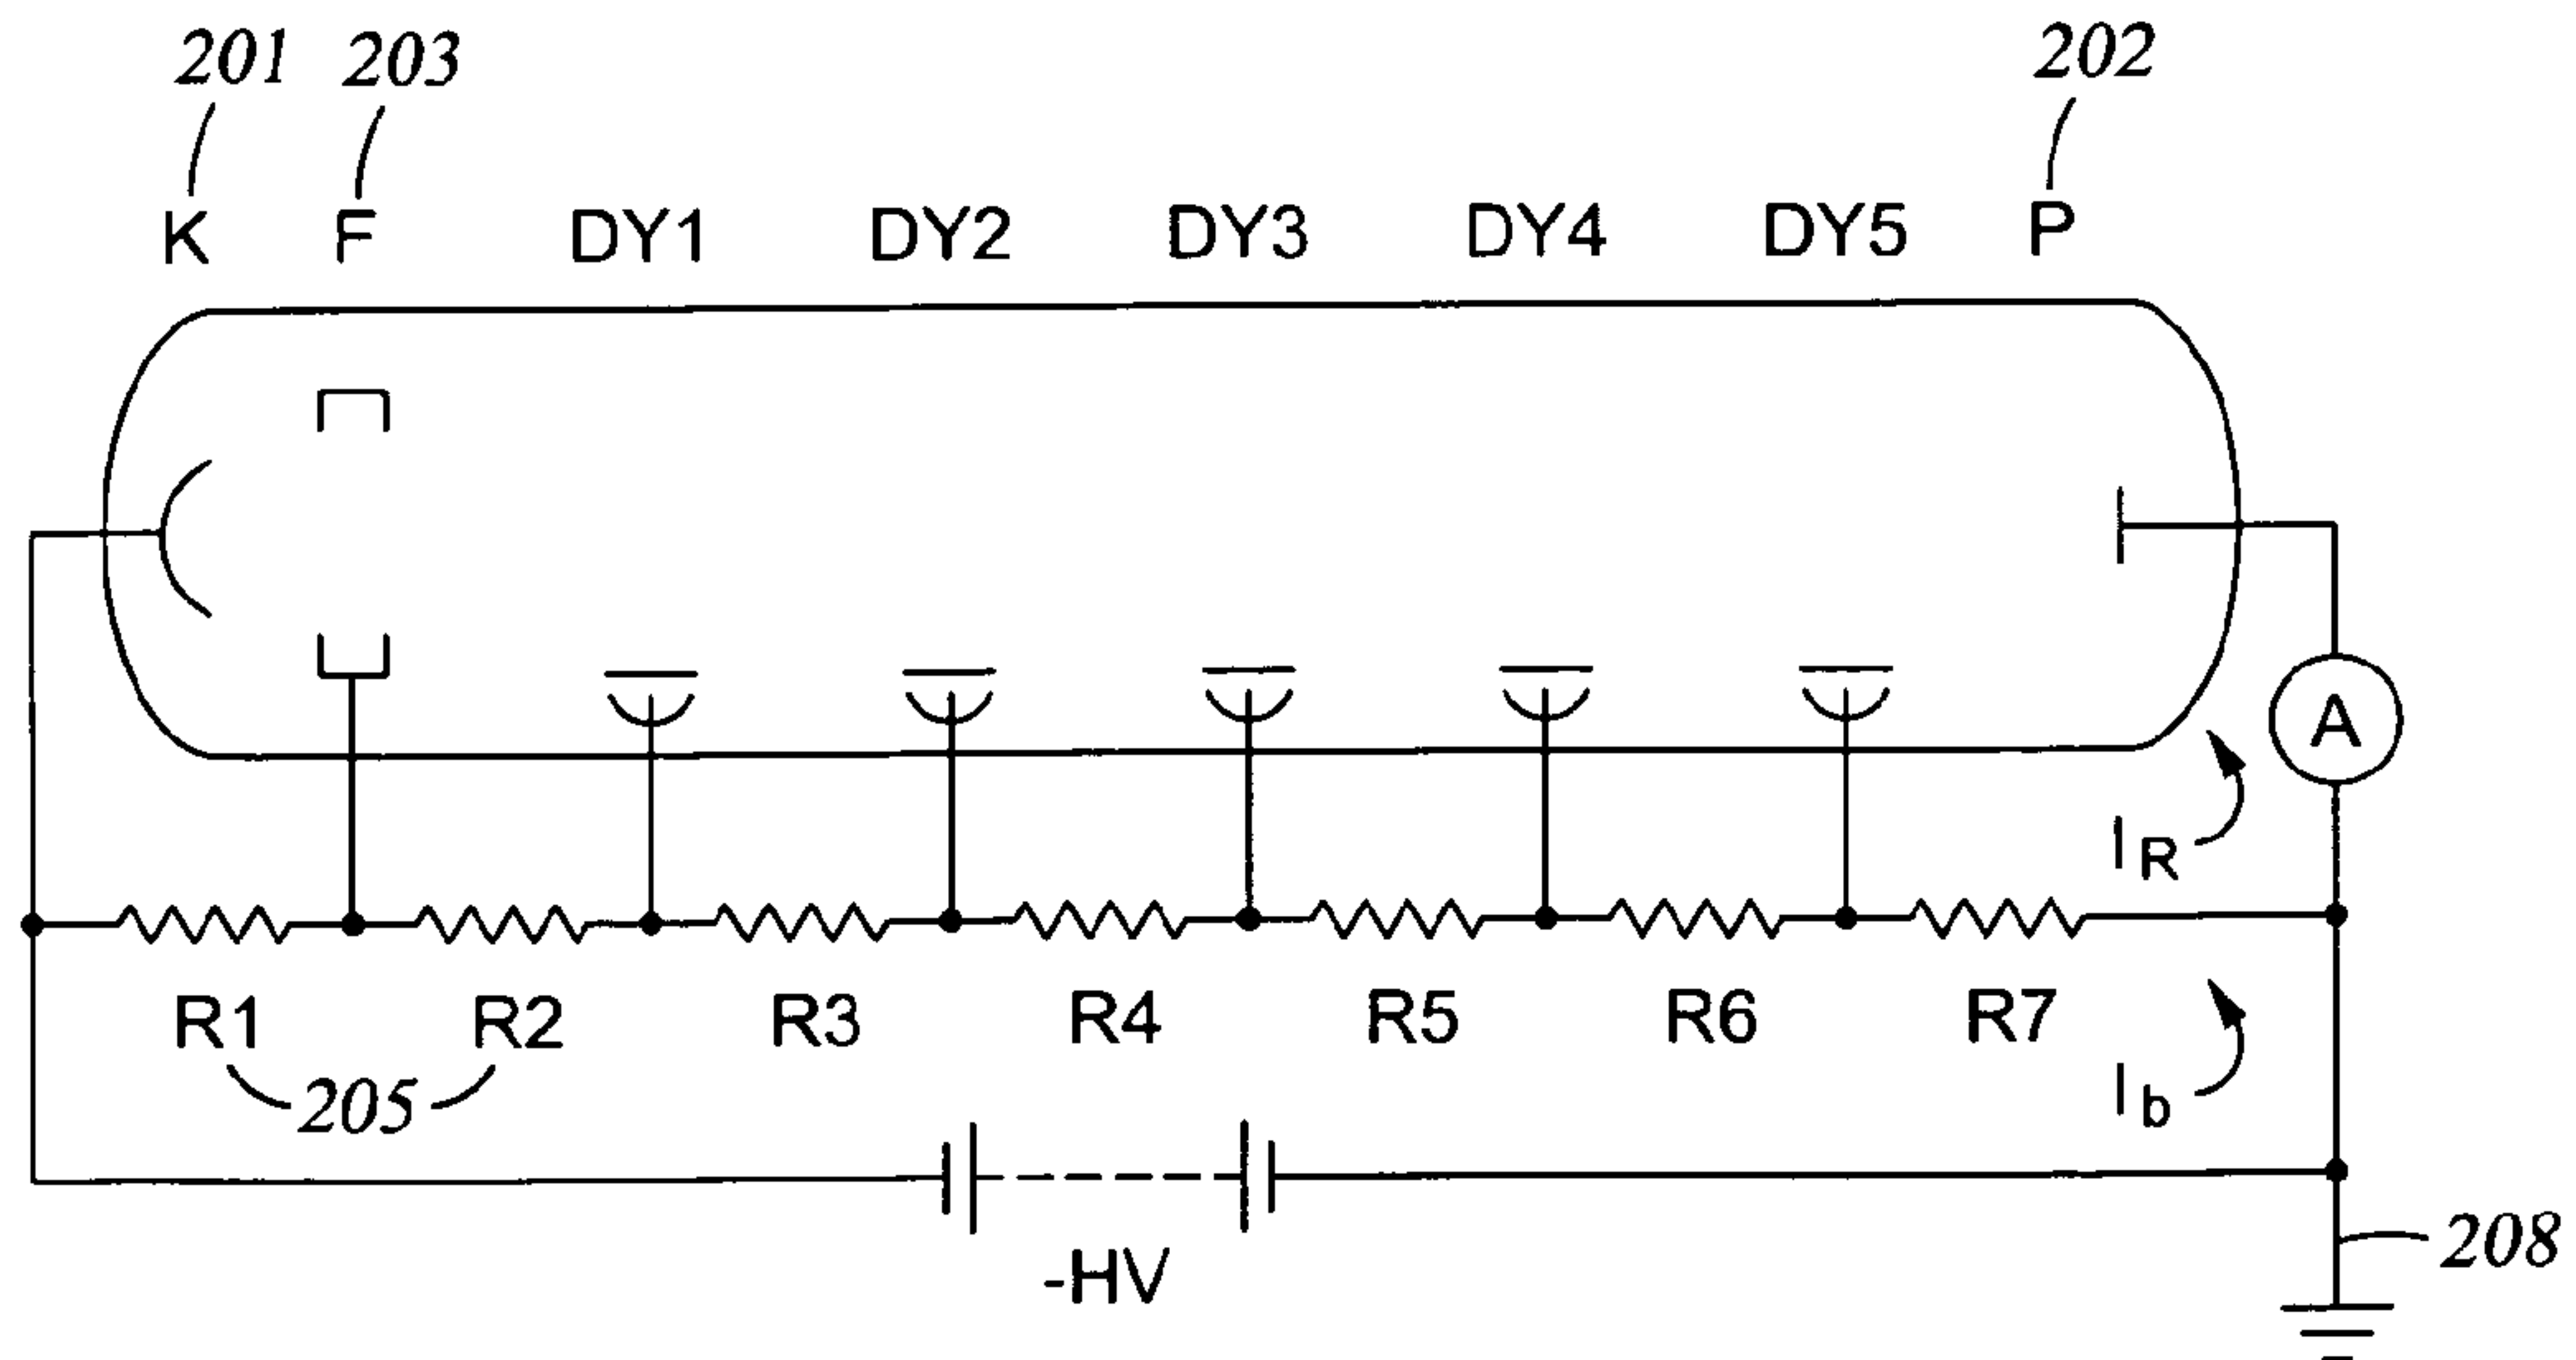 201 203 202
K F DY1 DY2 DY3 DY4 DY5 P
A
IR
R1 R2 R3 R4 R5 R6 R7
Ib
205
-HV
208